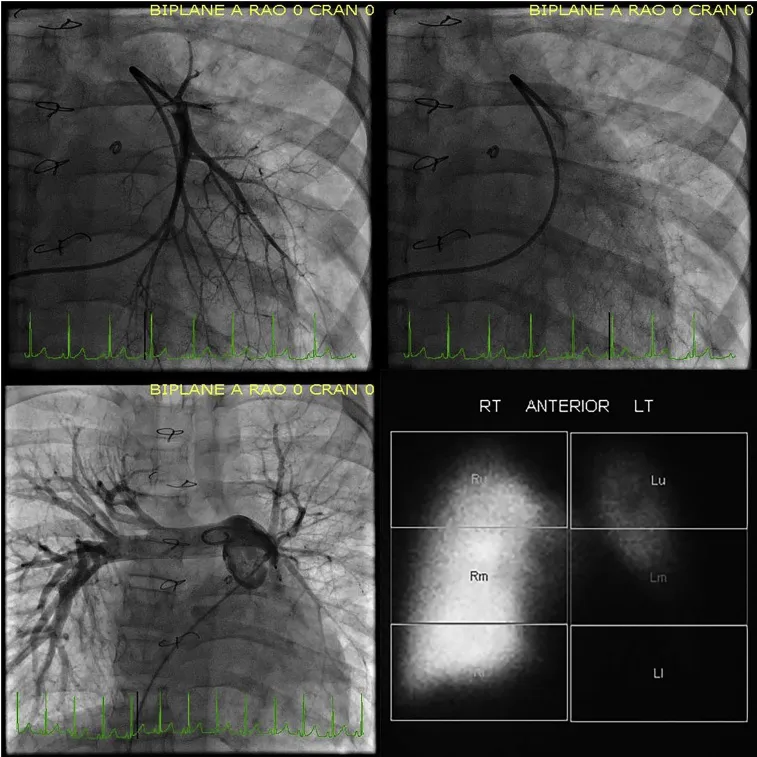 BIPLANE A RAO 0 CRAN 0
BIPLANE A RAO 0 CRAN 0
BIPLANE A RAO 0 CRAN 0
RT ANTERIOR LT
Lu
Rm
Lm
Ll